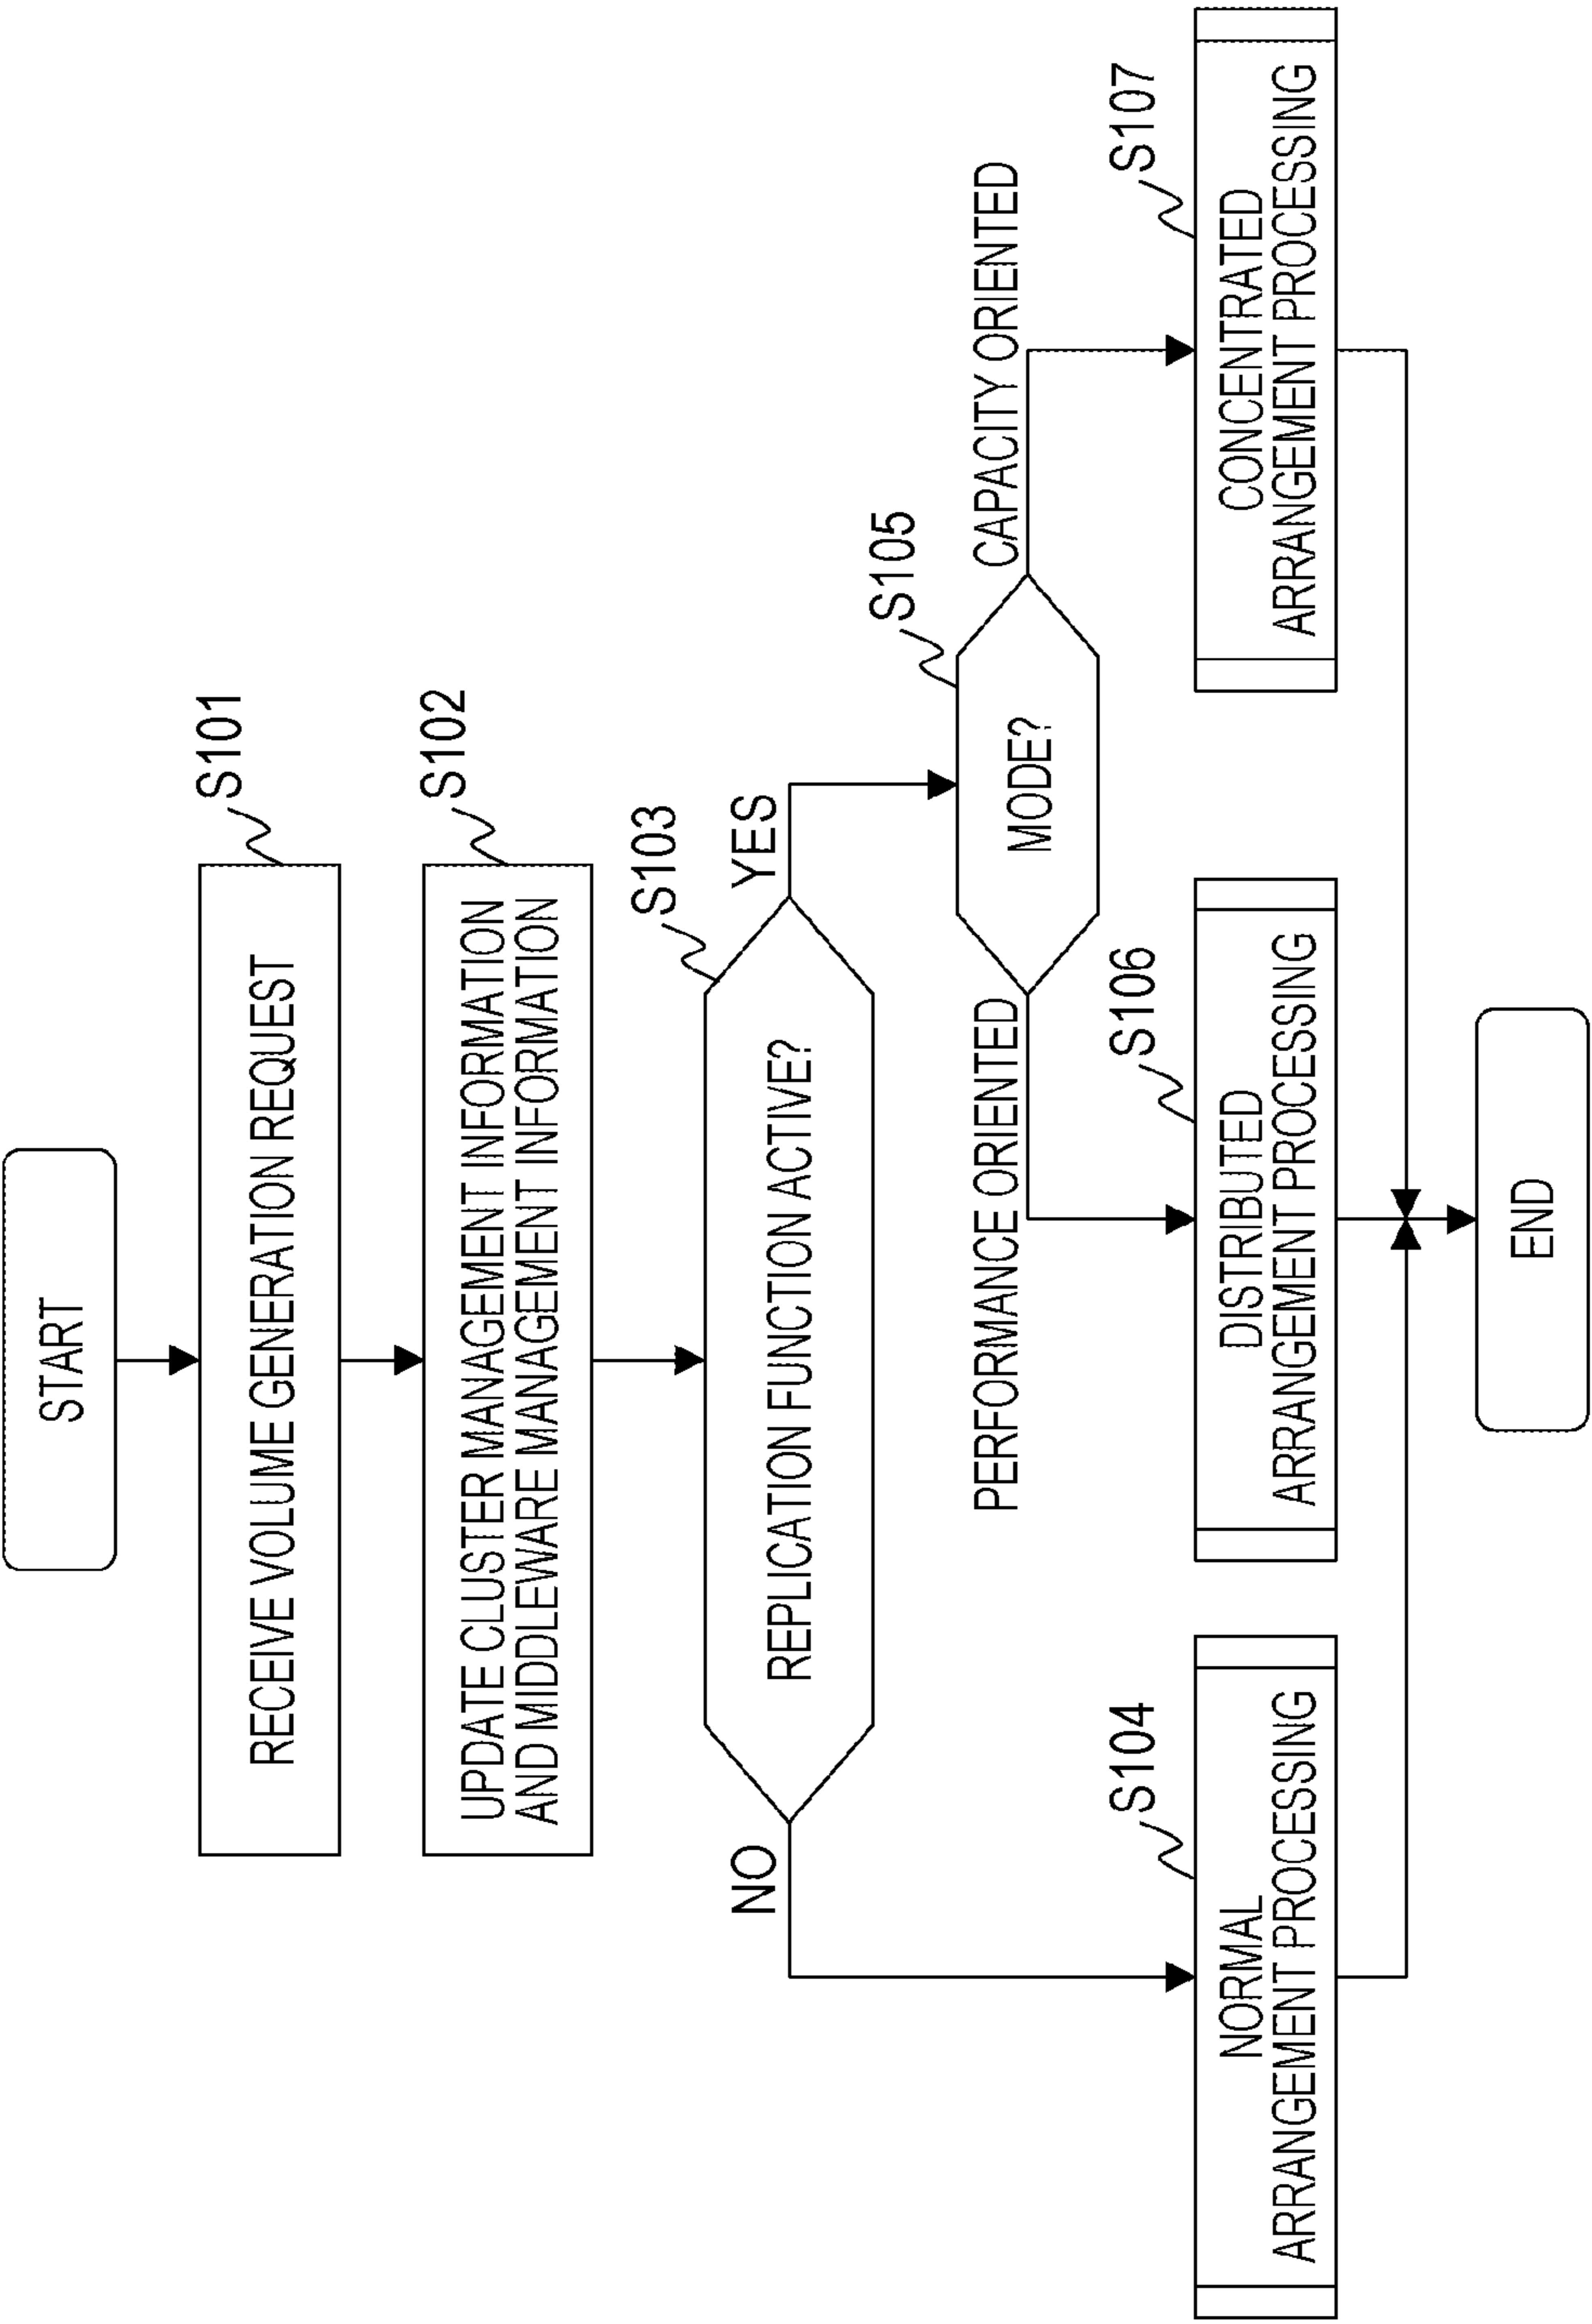 START
S101
RECEIVE VOLUME GENERATION REQUEST
S102
UPDATE CLUSTER MANAGEMENT INFORMATION
AND MIDDLEWARE MANAGEMENT INFORMATION
S103
REPLICATION FUNCTION ACTIVE?
NO
YES
S105
MODE?
PERFORMANCE ORIENTED
CAPACITY ORIENTED
S104
NORMAL
ARRANGEMENT PROCESSING
S106
DISTRIBUTED
ARRANGEMENT PROCESSING
S107
CONCENTRATED
ARRANGEMENT PROCESSING
END